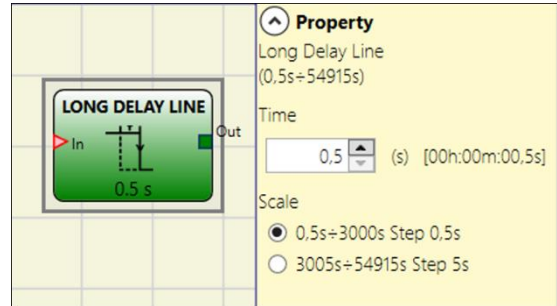 LONG DELAY LINE
In
Out
0.5 s
Property
Long Delay Line
(0,5s÷54915s)
Time
0,5 (s) [00h:00m:00,5s]
Scale
0,5s÷3000s Step 0,5s
3005s÷54915s Step 5s